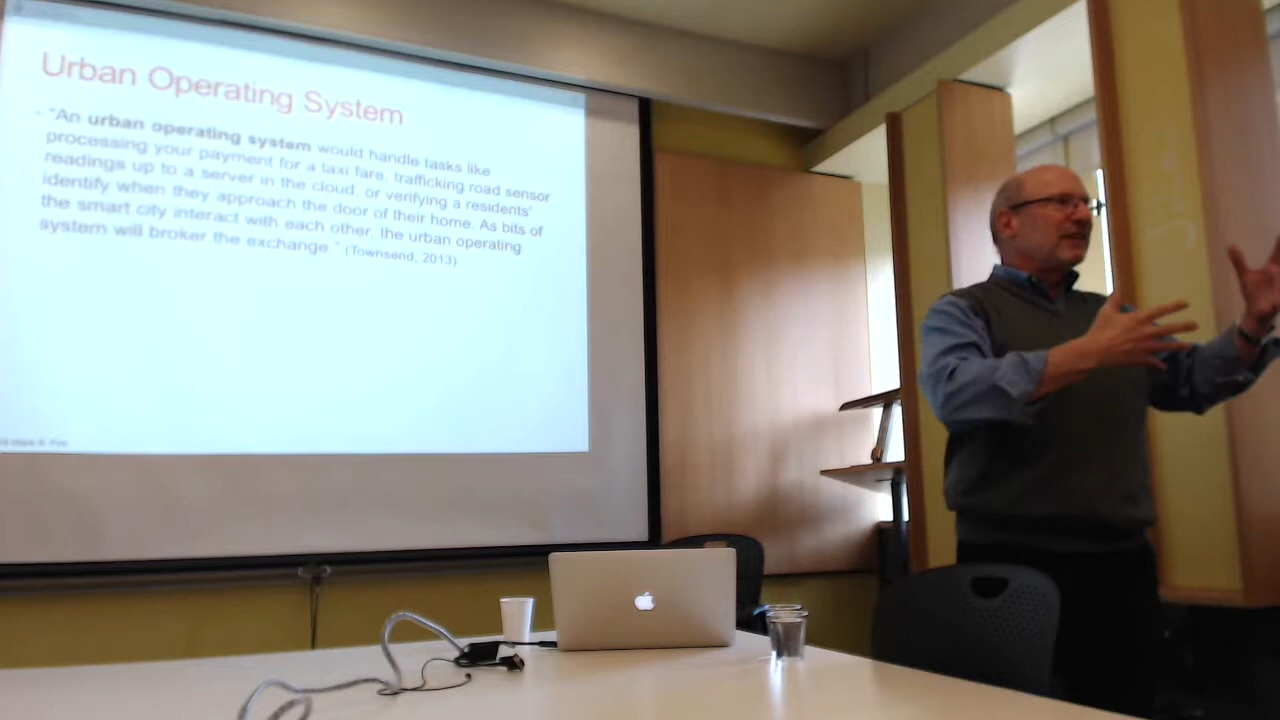 Urban Operating System
"An urban operating system would handle tasks like
processing your payment for a taxi fare, trafficking road sensor
readings up to a server in the cloud, or verifying a residents'
identify when they approach the door of their home. As bits of
the smart city interact with each other, the urban operating
system will broker the exchange." (Townsend, 2013)